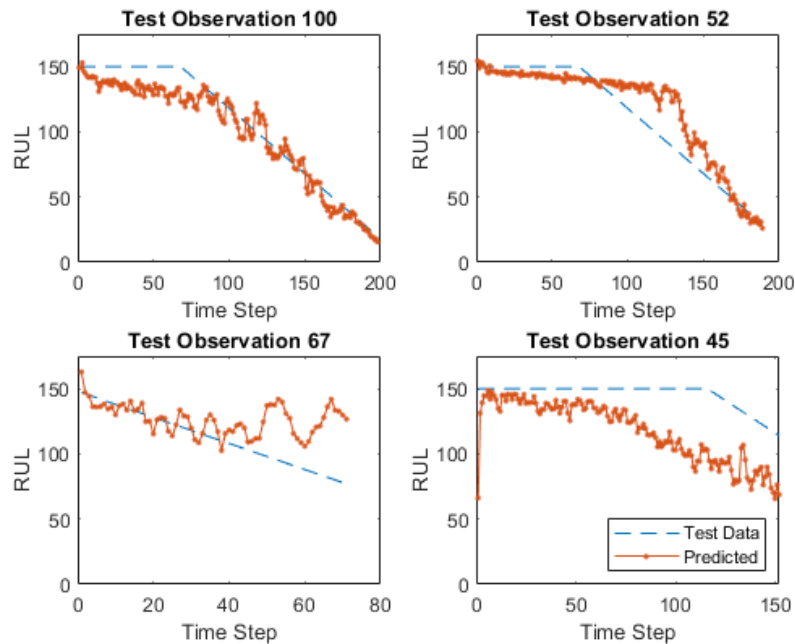 Test Observation 100
150
100
50
0
RUL
0 50 100 150 200
Time Step
Test Observation 52
150
100
50
0
RUL
0 50 100 150 200
Time Step
Test Observation 67
150
100
50
0
RUL
0 20 40 60 80
Time Step
Test Observation 45
150
100
50
0
RUL
0 50 100 150
Time Step
Test Data
Predicted